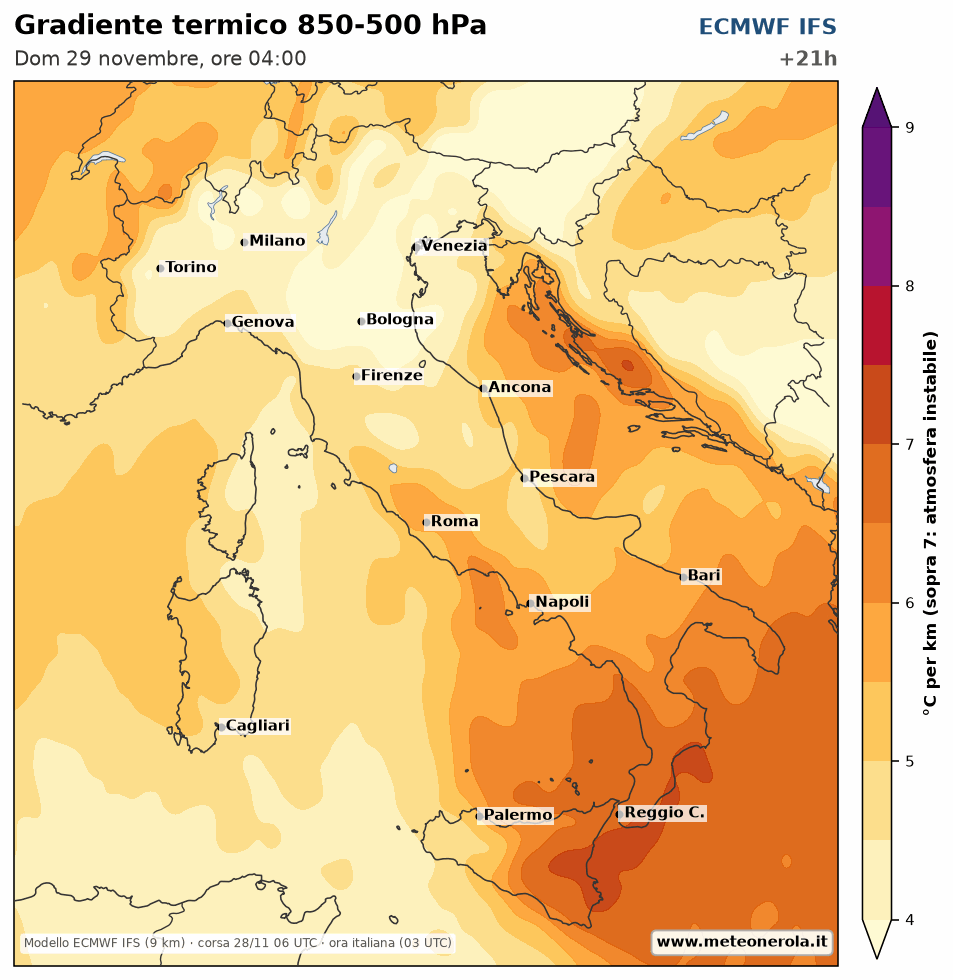 Gradiente termico 850-500 hPa
ECMWF IFS
Dom 29 novembre, ore 04:00
+21h
Milano
Venezia
Torino
Genova
Bologna
Firenze
Ancona
Pescara
Roma
Bari
Napoli
Cagliari
Palermo
Reggio C.
9
8
7
6
5
4
°C per km (sopra 7: atmosfera instabile)
Modello ECMWF IFS (9 km) · corsa 28/11 06 UTC · ora italiana (03 UTC)
www.meteonerola.it